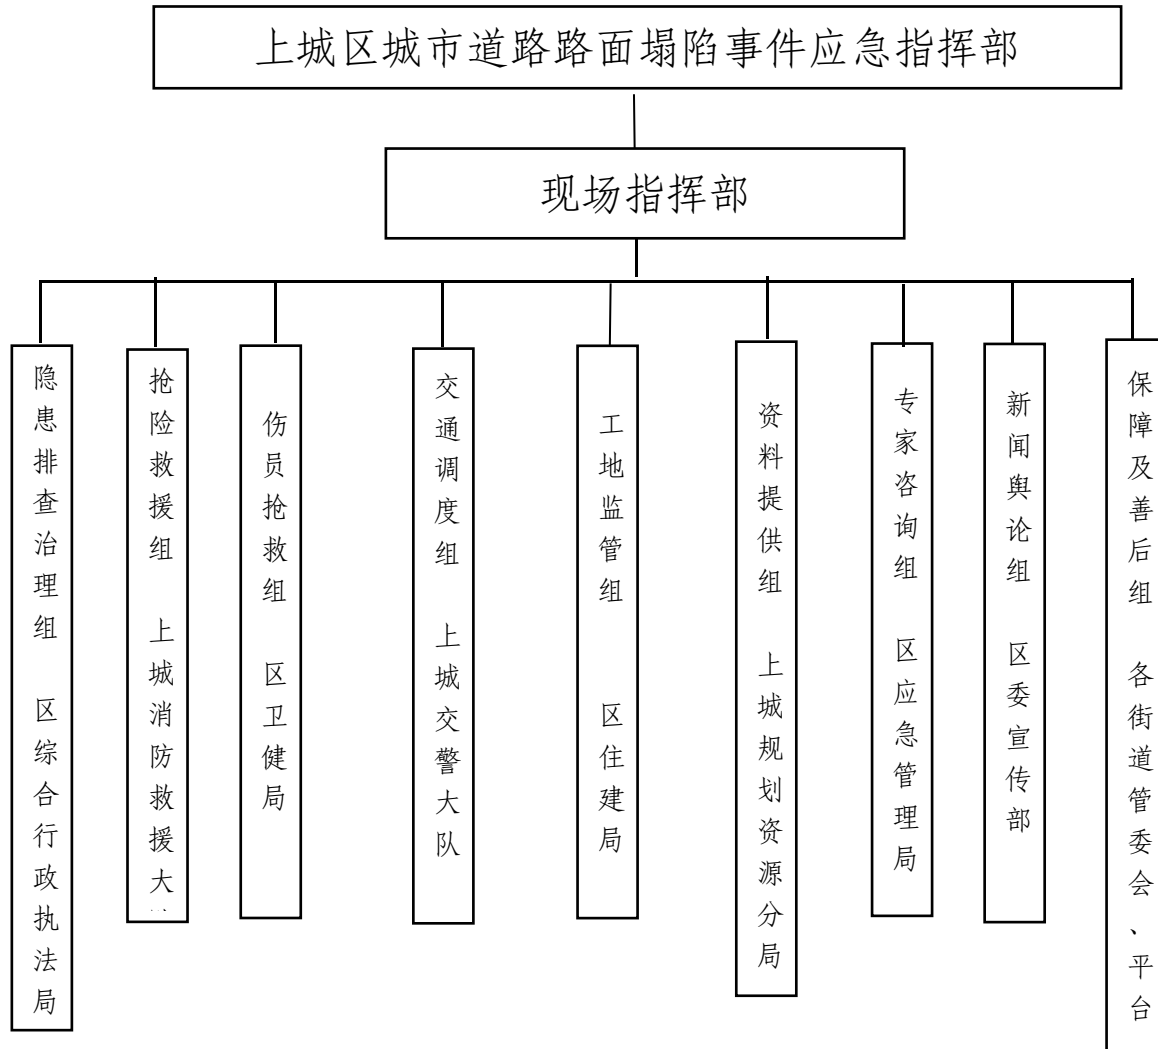 上城区城市道路路面塌陷事件应急指挥部
现场指挥部
隐患排查治理组 区综合行政执法局
抢险救援组 上城消防救援大
伤员抢救组 区卫健局
交通调度组 上城交警大队
工地监管组 区住建局
资料提供组 上城规划资源分局
专家咨询组 区应急管理局
新闻舆论组 区委宣传部
保障及善后组 各街道管委会、平台